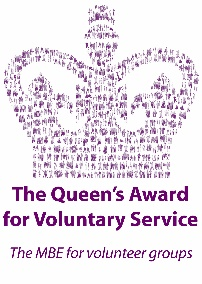 The Queen's Award
for Voluntary Service
The MBE for volunteer groups